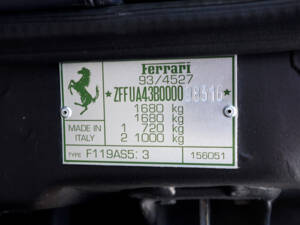 Ferrari
93/4527
*ZFFUA43B0000
1680 kg
1680 kg
1 720 kg
2 1000 kg
MADE IN
ITALY
TYPE F119AS5: 3
156051